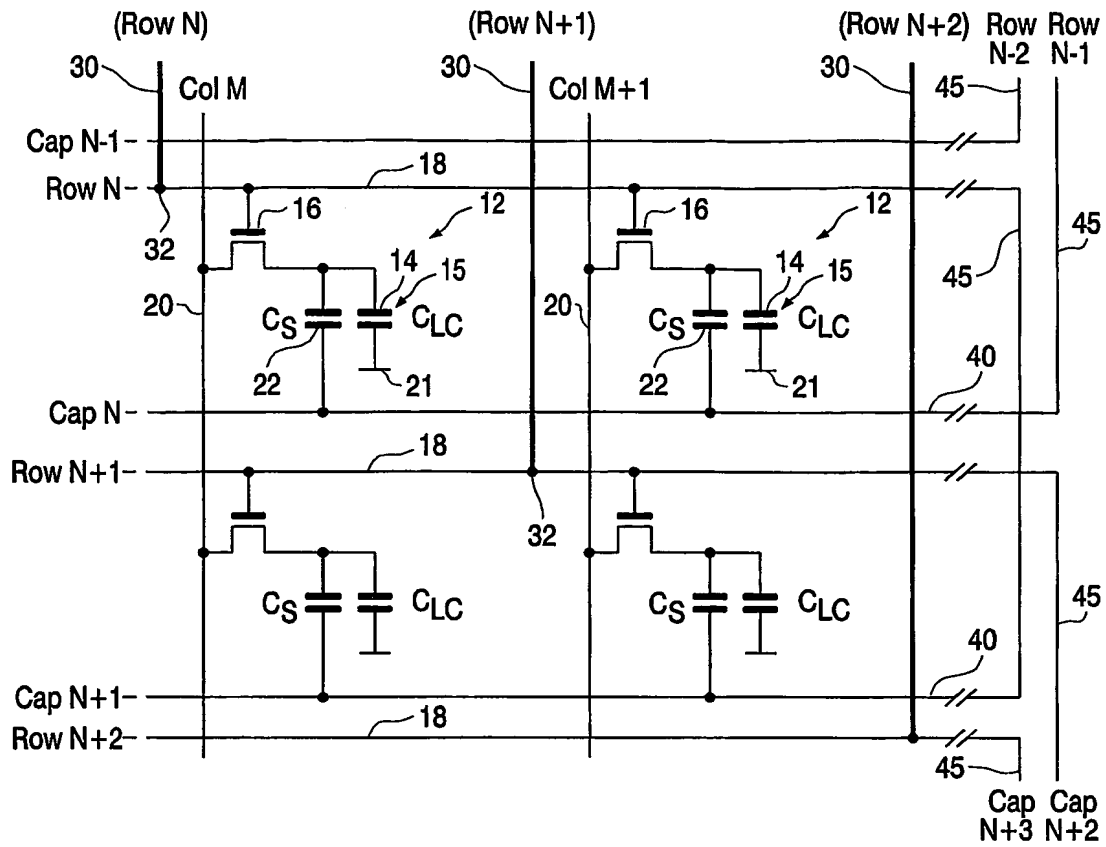 (Row N) (Row N+1) (Row N+2) Row Row
N-2 N-1
30 Col M 30 Col M+1 30 45
Cap N-1
18
Row N
16 12 16 12
32
45 45
14 15 14 15
20 CS CLC 20 CS CLC
22 21 22 21
40
Cap N
18
Row N+1
32
CS CLC CS CLC
45
40
Cap N+1
18
Row N+2
45
Cap Cap
N+3 N+2